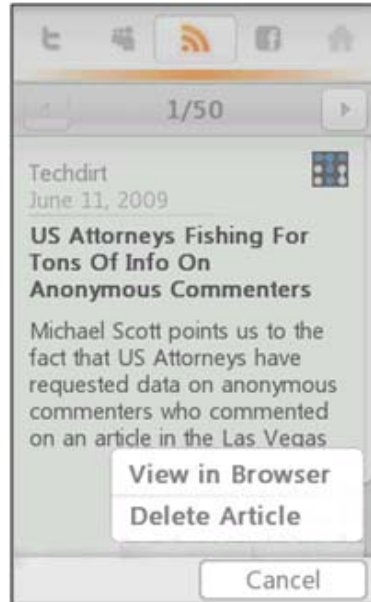 1/50
Techdirt
June 11, 2009
US Attorneys Fishing For
Tons Of Info On
Anonymous Commenters
Michael Scott points us to the
fact that US Attorneys have
requested data on anonymous
commenters who commented
on an article in the Las Vegas
View in Browser
Delete Article
Cancel